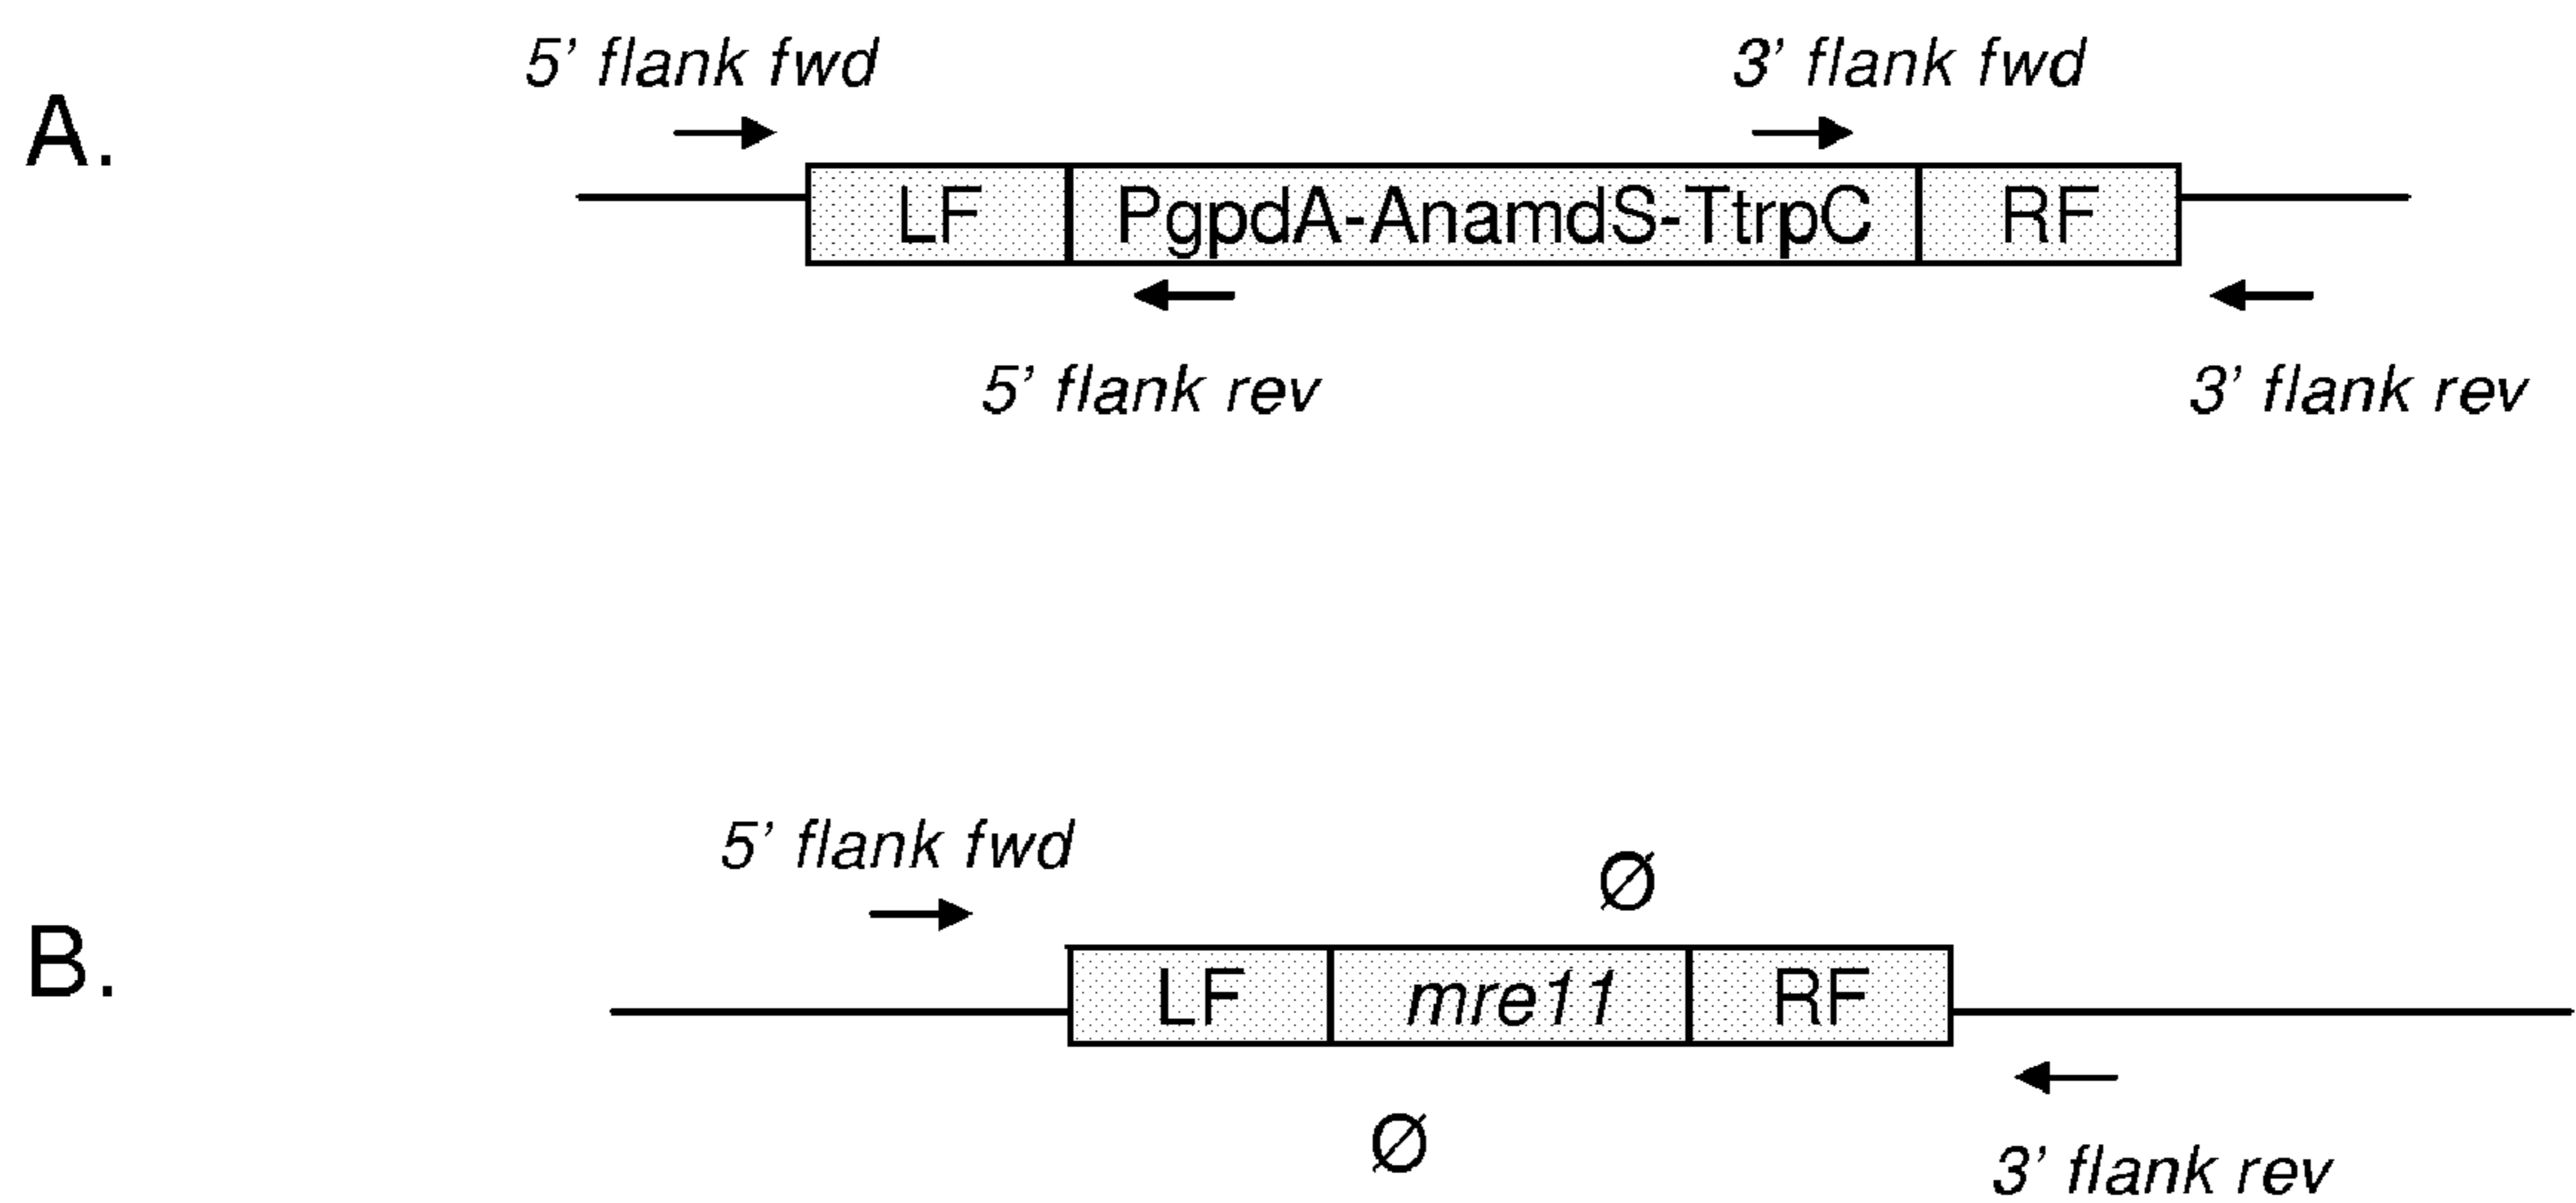 5' flank fwd
3' flank fwd
A.
LF
PgpdA-AnamdS-TtrpC
RF
5' flank rev
3' flank rev
5' flank fwd
Ø
B.
LF
mre11
RF
Ø
3' flank rev